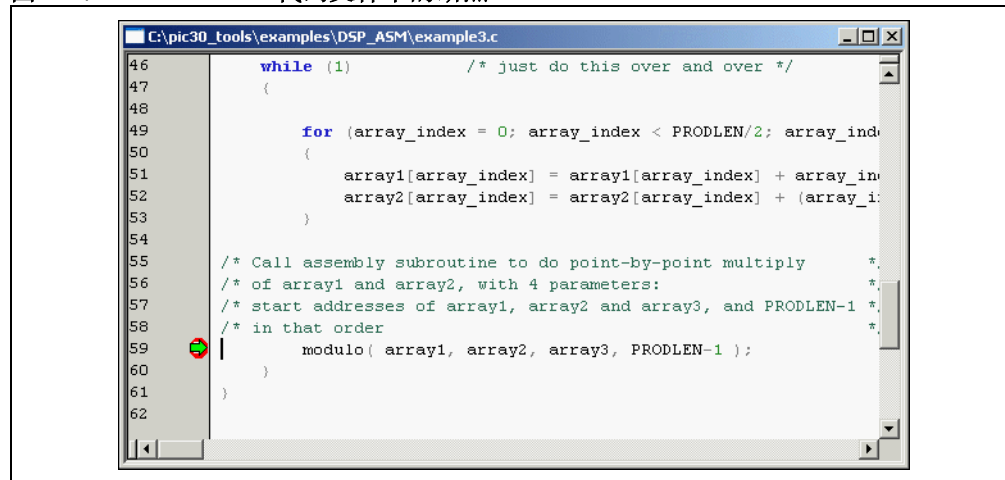 C:\pic30_tools\examples\DSP_ASM\example3.c
46 while (1) /* just do this over and over */
47 {
48
49 for (array_index = 0; array_index < PRODLEN/2; array_ind
50 {
51 array1[array_index] = array1[array_index] + array_in
52 array2[array_index] = array2[array_index] + (array_i
53 }
54
55 /* Call assembly subroutine to do point-by-point multiply *
56 /* of array1 and array2, with 4 parameters: *
57 /* start addresses of array1, array2 and array3, and PRODLEN-1 *
58 /* in that order *
59 modulo( array1, array2, array3, PRODLEN-1 );
60 }
61 }
62